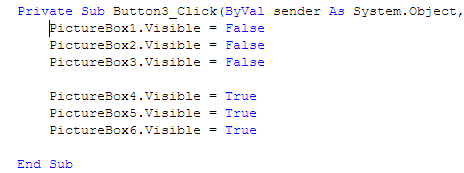 Private Sub Button3_Click(ByVal sender As System.Object,
PictureBox1.Visible = False
PictureBox2.Visible = False
PictureBox3.Visible = False
PictureBox4.Visible = True
PictureBox5.Visible = True
PictureBox6.Visible = True
End Sub